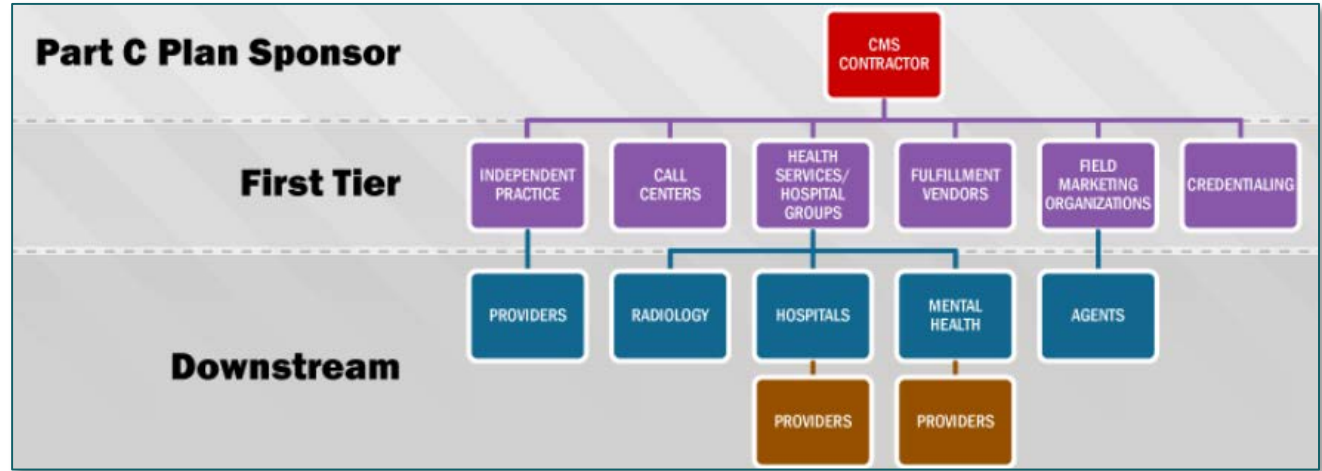 Part C Plan Sponsor
CMS
CONTRACTOR
First Tier
INDEPENDENT
PRACTICE
CALL
CENTERS
HEALTH
SERVICES/
HOSPITAL
GROUPS
FULFILLMENT
VENDORS
FIELD
MARKETING
ORGANIZATIONS
CREDENTIALING
Downstream
PROVIDERS
RADIOLOGY
HOSPITALS
MENTAL
HEALTH
AGENTS
PROVIDERS
PROVIDERS